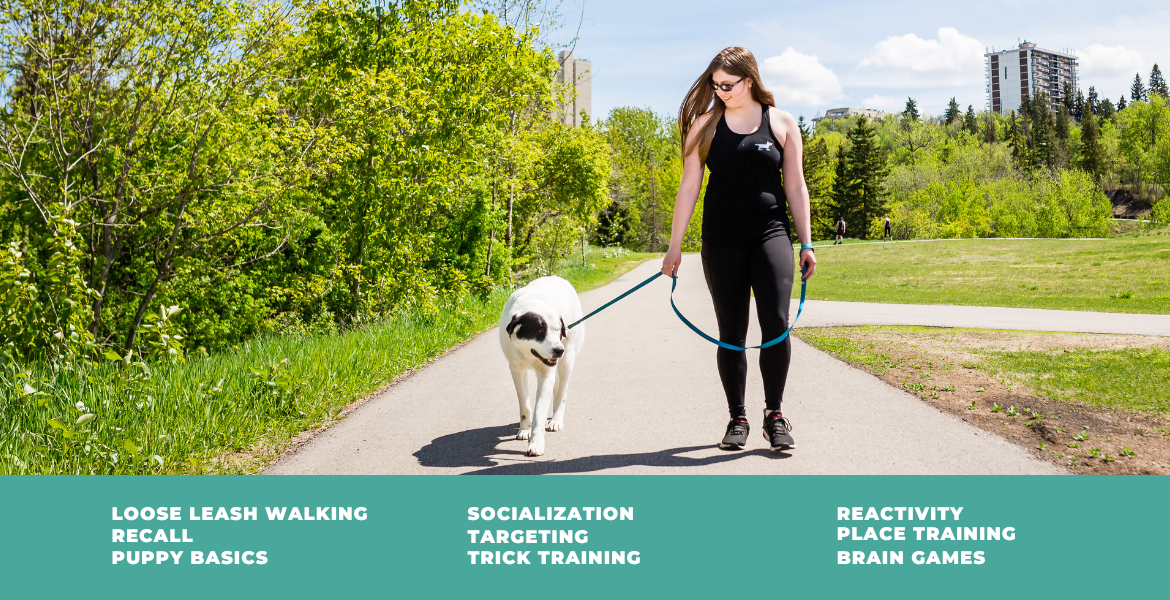 LOOSE LEASH WALKING
RECALL
PUPPY BASICS
SOCIALIZATION
TARGETING
TRICK TRAINING
REACTIVITY
PLACE TRAINING
BRAIN GAMES